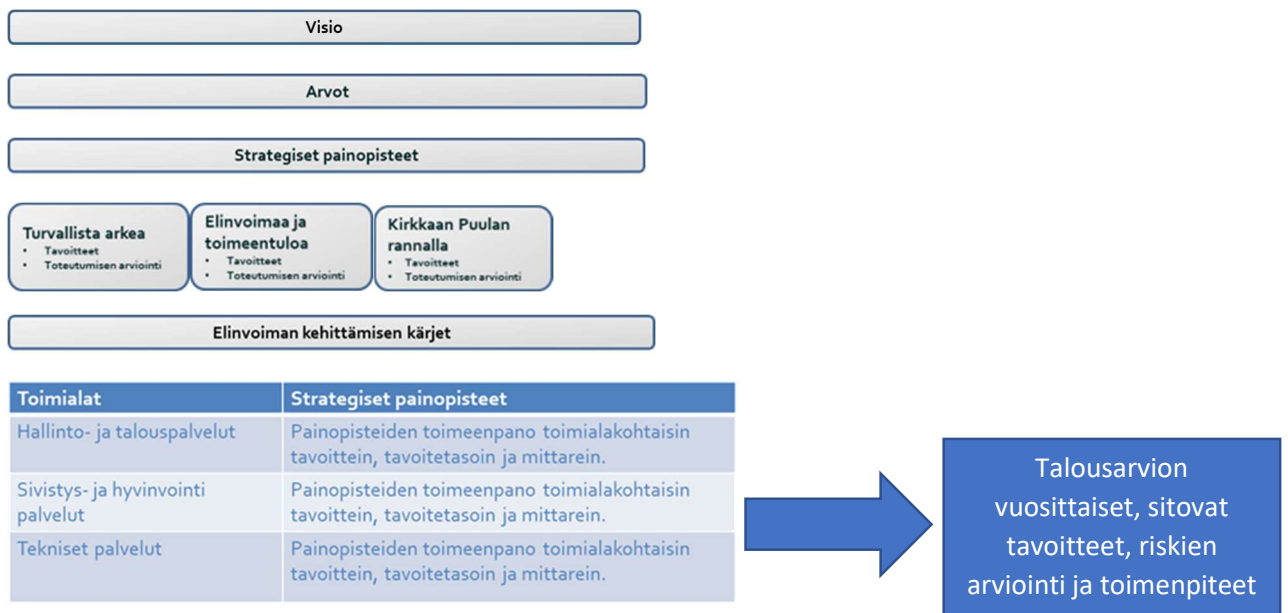 Visio
Arvot
Strategiset painopisteet
Turvallista arkea
• Tavoitteet
• Toteutumisen arviointi
Elinvoimaa ja
toimeentuloa
• Tavoitteet
• Toteutumisen arviointi
Kirkkaan Puulan
rannalla
• Tavoitteet
• Toteutumisen arviointi
Elinvoiman kehittämisen kärjet
Toimialat
Strategiset painopisteet
Hallinto- ja talouspalvelut
Painopisteiden toimeenpano toimialakohtaisin
tavoittein, tavoitetasoin ja mittarein.
Sivistys- ja hyvinvointi
palvelut
Painopisteiden toimeenpano toimialakohtaisin
tavoittein, tavoitetasoin ja mittarein.
Tekniset palvelut
Painopisteiden toimeenpano toimialakohtaisin
tavoittein, tavoitetasoin ja mittarein.
Talousarvion
vuosittaiset, sitovat
tavoitteet, riskien
arviointi ja toimenpiteet